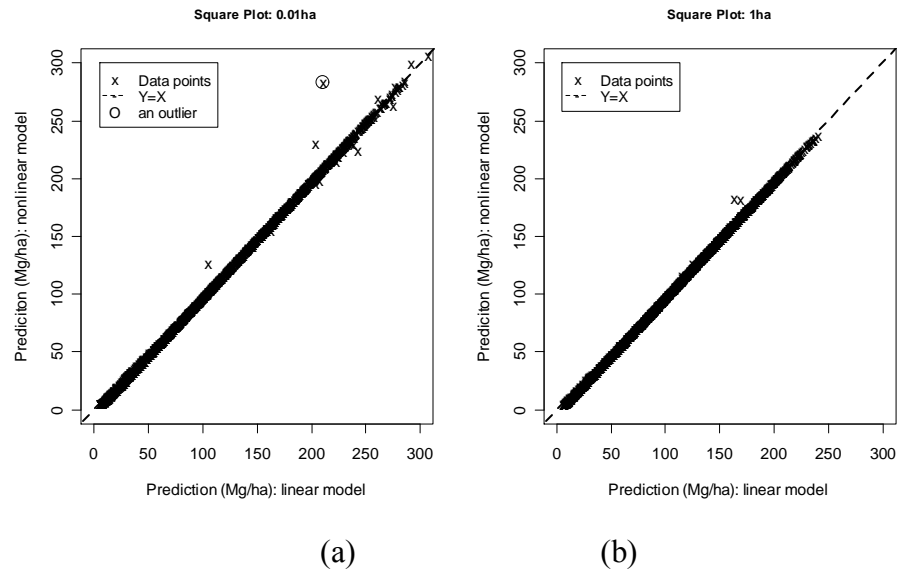 Square Plot: 0.01ha
300
250
200
150
100
50
0
Prediciton (Mg/ha): nonlinear model
x Data points
Y=X
O an outlier
0 50 100 150 200 250 300
Prediction (Mg/ha): linear model
(a)
Square Plot: 1ha
300
250
200
150
100
50
0
Prediciton (Mg/ha): nonlinear model
x Data points
Y=X
0 50 100 150 200 250 300
Prediction (Mg/ha): linear model
(b)